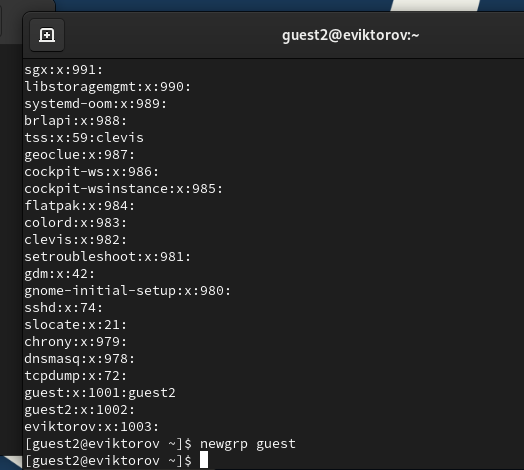 guest2@eviktorov:~
sgx:x:991:
libstoragemgmt:x:990:
systemd-oom:x:989:
brlapi:x:988:
tss:x:59:clevis
geoclue:x:987:
cockpit-ws:x:986:
cockpit-wsinstance:x:985:
flatpak:x:984:
colord:x:983:
clevis:x:982:
setroubleshoot:x:981:
gdm:x:42:
gnome-initial-setup:x:980:
sshd:x:74:
slocate:x:21:
chrony:x:979:
dnsmasq:x:978:
tcpdump:x:72:
guest:x:1001:guest2
guest2:x:1002:
eviktorov:x:1003:
[guest2@eviktorov ~]$ newgrp guest
[guest2@eviktorov ~]$